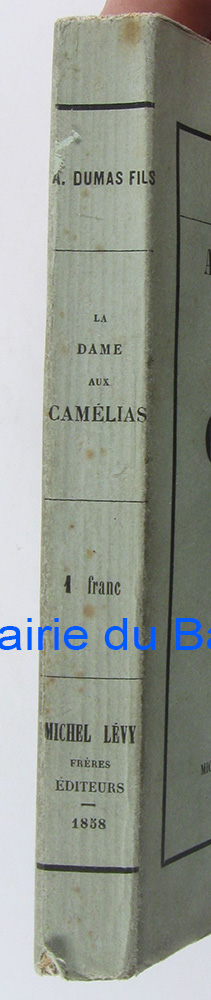 A. DUMAS FILS
LA
DAME
AUX
CAMÉLIAS
1 franc
airie du Ba
MICHEL LÉVY
FRÈRES
ÉDITEURS
1858